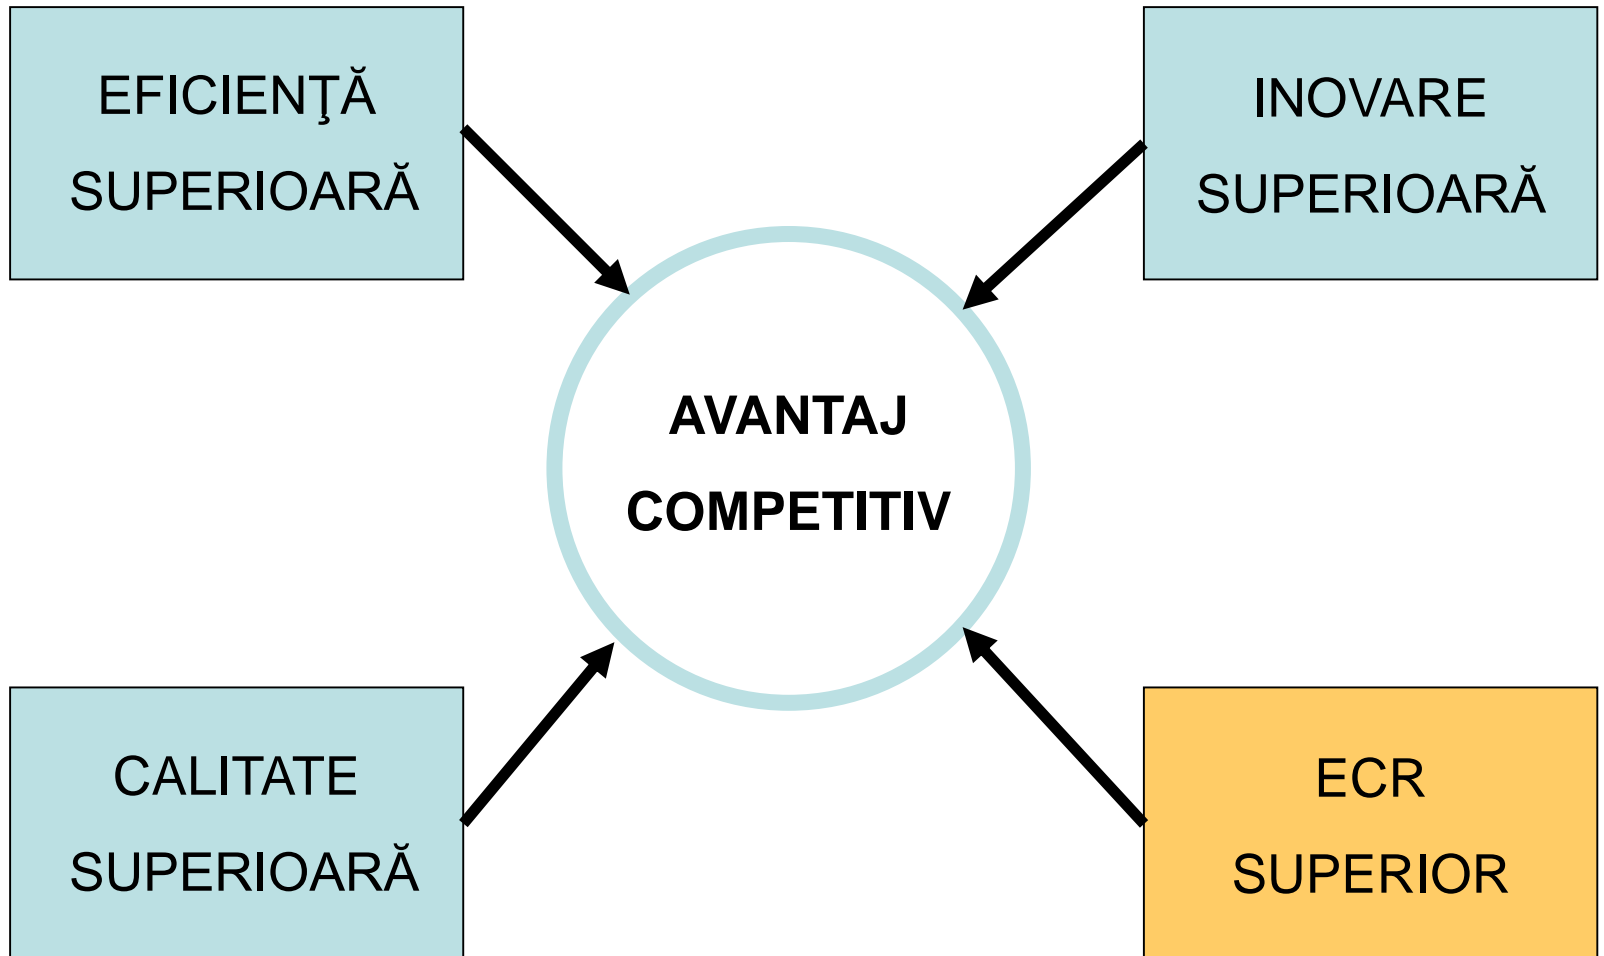 EFICIENŢĂ
SUPERIOARĂ
INOVARE
SUPERIOARĂ
AVANTAJ
COMPETITIV
CALITATE
SUPERIOARĂ
ECR
SUPERIOR